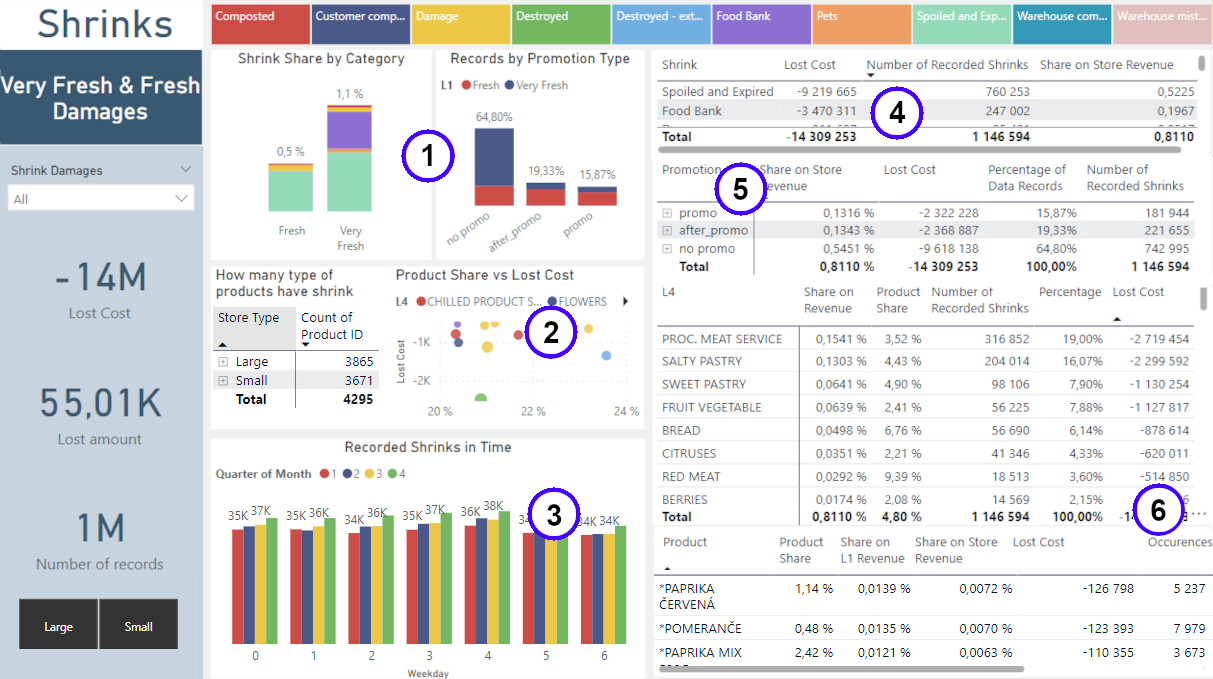 Shrinks
Very Fresh & Fresh
Damages
Shrink Damages
All
-14M
Lost Cost
55,01K
Lost amount
1M
Number of records
Large Small
Composted Customer comp... Damage Destroyed Destroyed - ext... Food Bank Pets Spoiled and Exp... Warehouse com... Warehouse mist...
Shrink Share by Category
1,1 %
0,5 %
Fresh
Very
Fresh
Records by Promotion Type
L1 Fresh Very Fresh
64,80%
19,33%
15,87%
no promo
after_promo
promo
1
How many type of
products have shrink
Store Type Count of
Product ID
Large 3865
Small 3671
Total 4295
Product Share vs Lost Cost
L4 CHILLED PRODUCT S... FLOWERS
Lost Cost
-1K
-2K
20 % 22 % 24 %
2
Recorded Shrinks in Time
Quarter of Month 1 2 3 4
35K 37K 35K 36K 34K 36K 35K 37K 36K 38K 34K 34K
0 1 2 3 4 5 6
Weekday
3
Shrink Lost Cost Number of Recorded Shrinks Share on Store Revenue
Spoiled and Expired -9 219 665 760 253 0,5225
Food Bank -3 470 311 247 002 0,1967
Total -14 309 253 1 146 594 0,8110
4
Promotion Share on Store
Revenue Lost Cost Percentage of
Data Records Number of
Recorded Shrinks
promo 0,1316 % -2 322 228 15,87% 181 944
after_promo 0,1343 % -2 368 887 19,33% 221 655
no promo 0,5451 % -9 618 138 64,80% 742 995
Total 0,8110 % -14 309 253 100,00% 1 146 594
5
L4 Share on
Revenue Product
Share Number of
Recorded Shrinks Percentage Lost Cost
PROC. MEAT SERVICE 0,1541 % 3,52 % 316 852 19,00% -2 719 454
SALTY PASTRY 0,1303 % 4,43 % 204 014 16,07% -2 299 592
SWEET PASTRY 0,0641 % 4,90 % 98 106 7,90% -1 130 254
FRUIT VEGETABLE 0,0639 % 2,41 % 56 225 7,88% -1 127 817
BREAD 0,0498 % 6,76 % 56 690 6,14% -878 614
CITRUSES 0,0351 % 2,21 % 41 346 4,33% -620 011
RED MEAT 0,0292 % 9,39 % 18 513 3,60% -514 850
BERRIES 0,0174 % 2,08 % 14 569 2,15%
Total 0,8110 % 4,80 % 1 146 594 100,00%
6
Product Product
Share Share on
L1 Revenue Share on Store
Revenue Lost Cost Occurences
*PAPRIKA
ČERVENÁ 1,14 % 0,0139 % 0,0072 % -126 798 5 237
*POMERANČE 0,48 % 0,0135 % 0,0070 % -123 393 7 979
*PAPRIKA MIX 2,42 % 0,0121 % 0,0063 % -110 355 3 673